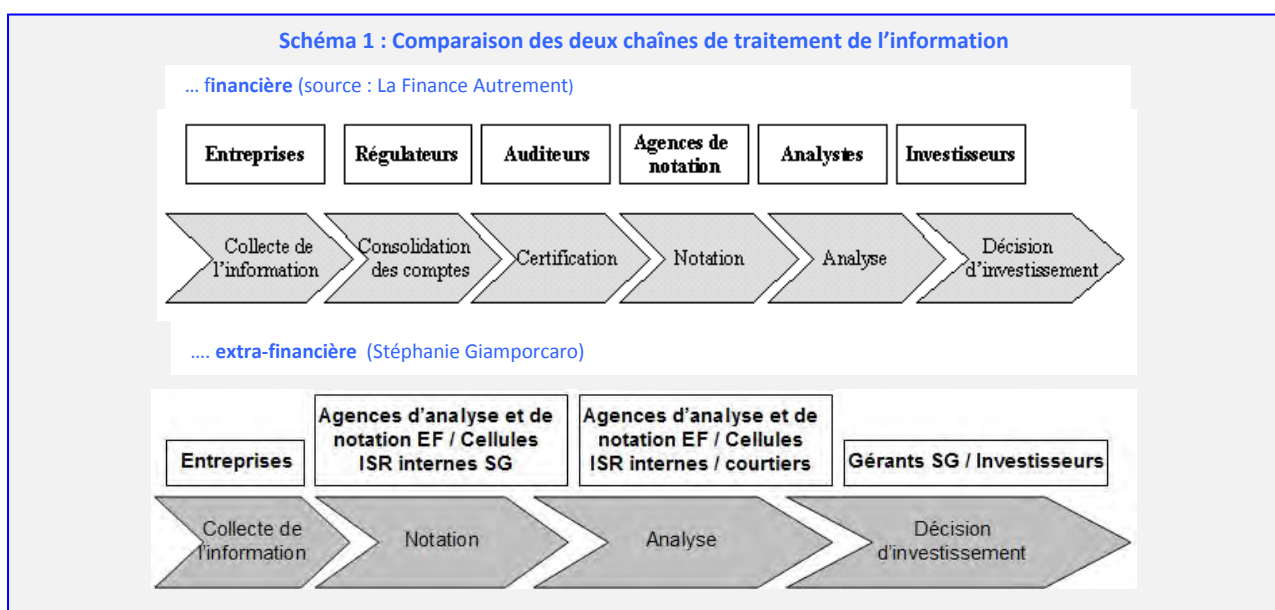 Schéma 1 : Comparaison des deux chaînes de traitement de l’information
… financière (source : La Finance Autrement)
Entreprises
Régulateurs
Auditeurs
Agences de
notation
Analystes
Investisseurs
Collecte de
l'information
Consolidation
des comptes
Certification
Notation
Analyse
Décision
d'investissement
…. extra-financière (Stéphanie Giamporcaro)
Entreprises
Agences d'analyse et de
notation EF / Cellules
ISR internes SG
Agences d'analyse et de
notation EF / Cellules
ISR internes / courtiers
Gérants SG / Investisseurs
Collecte de
l'information
Notation
Analyse
Décision
d'investissement